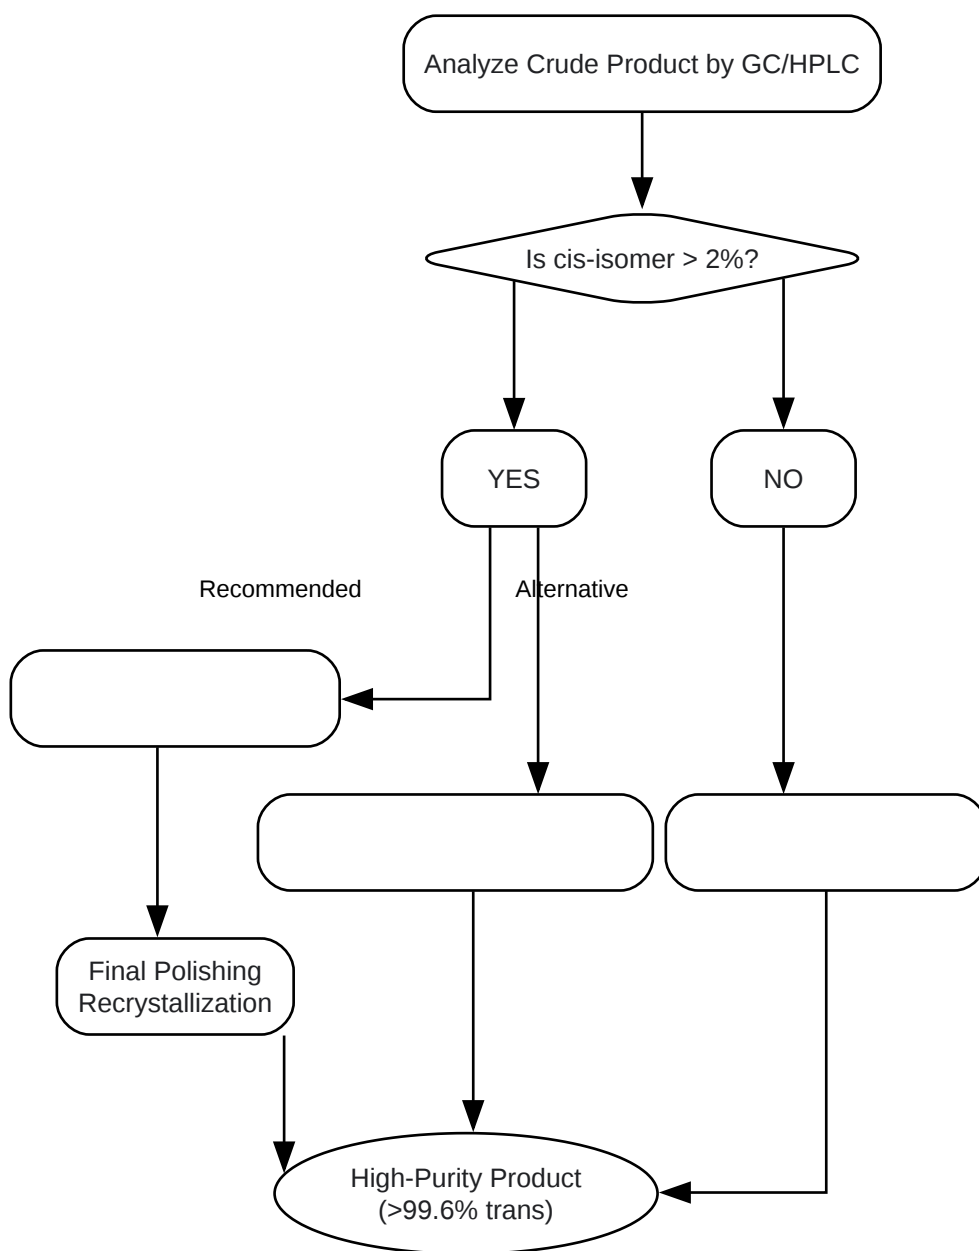 Analyze Crude Product by GC/HPLC
Is cis-isomer > 2%?
YES
NO
Recommended
Alternative
Final Polishing
Recrystallization
High-Purity Product
(>99.6% trans)